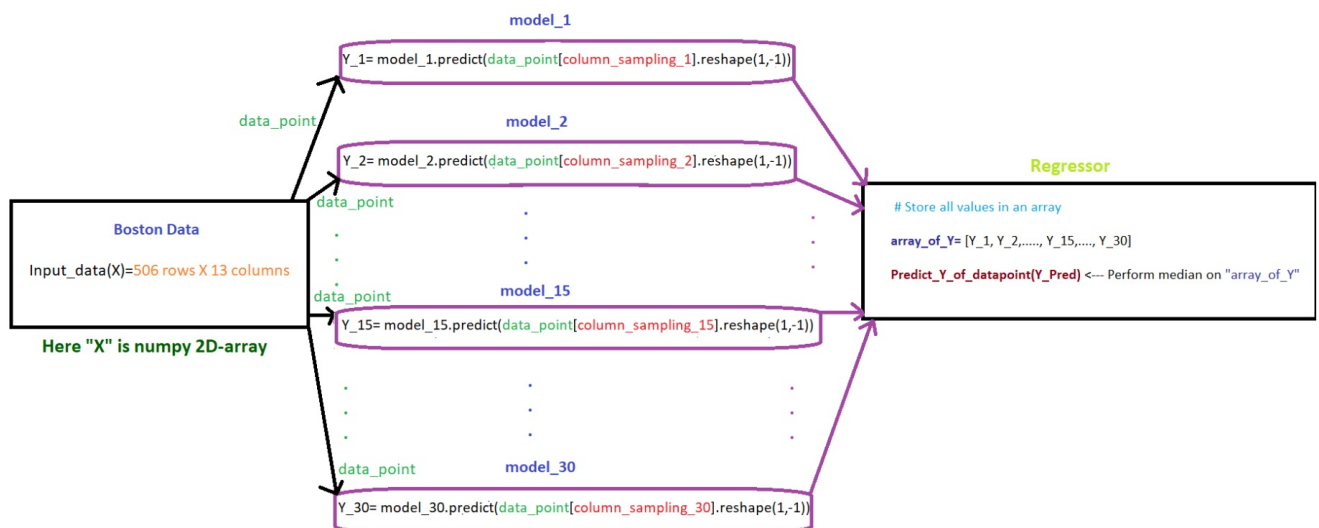 model_1
Y_1= model_1.predict(data_point[column_sampling_1].reshape(1,-1))
data_point
model_2
Y_2= model_2.predict(data_point[column_sampling_2].reshape(1,-1))
data_point
Boston Data
Input_data(X)=506 rows X 13 columns
Here "X" is numpy 2D-array
data_point
model_15
Y_15= model_15.predict(data_point[column_sampling_15].reshape(1,-1))
data_point
model_30
Y_30= model_30.predict(data_point[column_sampling_30].reshape(1,-1))
Regressor
# Store all values in an array
array_of_Y= [Y_1, Y_2,....., Y_15,...., Y_30]
Predict_Y_of_datapoint(Y_Pred) <--- Perform median on "array_of_Y"